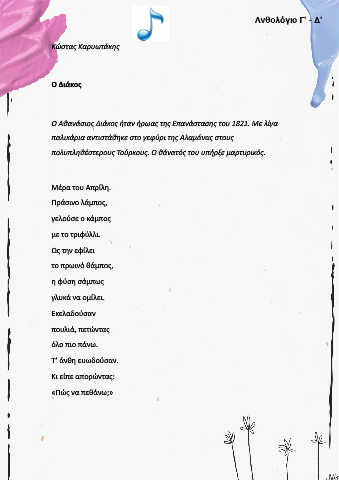 Ανθολόγιο Γ' - Δ'
Κώστας Καρυωτάκης
Ο Διάκος
Ο Αθανάσιος Διάκος ήταν ήρωας της Επανάστασης του 1821. Με λίγα
παλικάρια αντιστάθηκε στο γεφύρι της Αλαμάνας στους
πολυπληθέστερους Τούρκους. Ο θάνατός του υπήρξε μαρτυρικός.
Μέρα του Απρίλη.
Πράσινο λάμπος,
γελούσε ο κάμπος
με το τριφύλλι.
Ως την εφίλει
το πρωινό θάμπος,
η φύση σάμπως
γλυκά να ομίλει.
Εκελαδούσαν
πουλιά, πετώντας
όλο πιο πάνω.
Τ' άνθη ευωδούσαν.
Κι είπε απορώντας:
«Πώς να πεθάνω;»